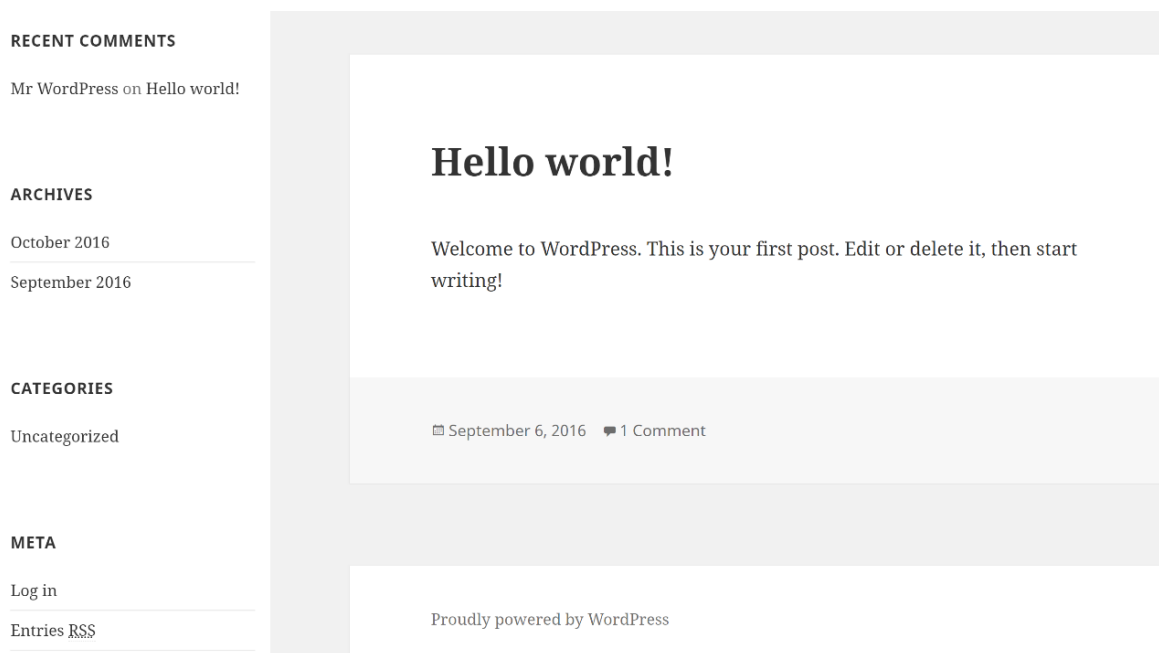 RECENT COMMENTS
Mr WordPress on Hello world!
ARCHIVES
October 2016
September 2016
CATEGORIES
Uncategorized
META
Log in
Entries RSS
Hello world!
Welcome to WordPress. This is your first post. Edit or delete it, then start
writing!
September 6, 2016 1 Comment
Proudly powered by WordPress